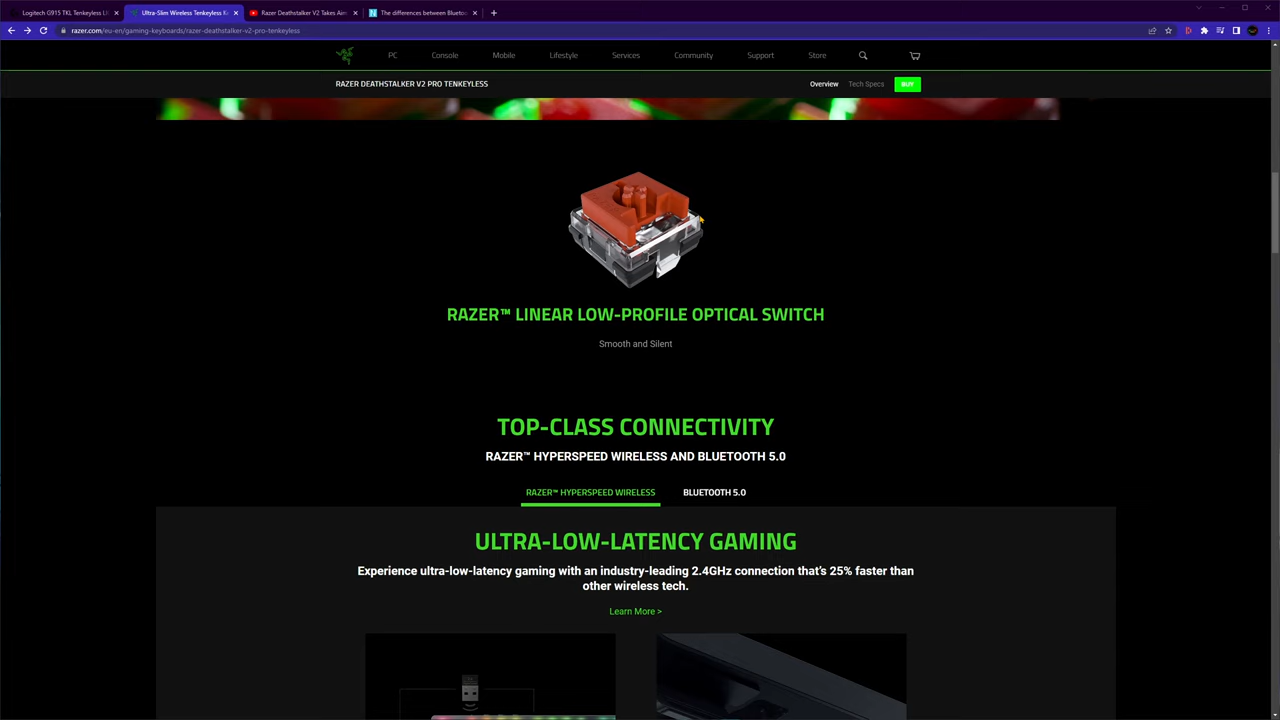 Logitech G915 TKL Tenkeyless LI
Ultra-Slim Wireless Tenkeyless K
Razer Deathstalker V2 Takes Aim
The differences between Bluetoo
razer.com/eu-en/gaming-keyboards/razer-deathstalker-v2-pro-tenkeyless
PC Console Mobile Lifestyle Services Community Support Store
RAZER DEATHSTALKER V2 PRO TENKEYLESS
Overview Tech Specs BUY
RAZER™ LINEAR LOW-PROFILE OPTICAL SWITCH
Smooth and Silent
TOP-CLASS CONNECTIVITY
RAZER™ HYPERSPEED WIRELESS AND BLUETOOTH 5.0
RAZER™ HYPERSPEED WIRELESS BLUETOOTH 5.0
ULTRA-LOW-LATENCY GAMING
Experience ultra-low-latency gaming with an industry-leading 2.4GHz connection that's 25% faster than
other wireless tech.
Learn More >